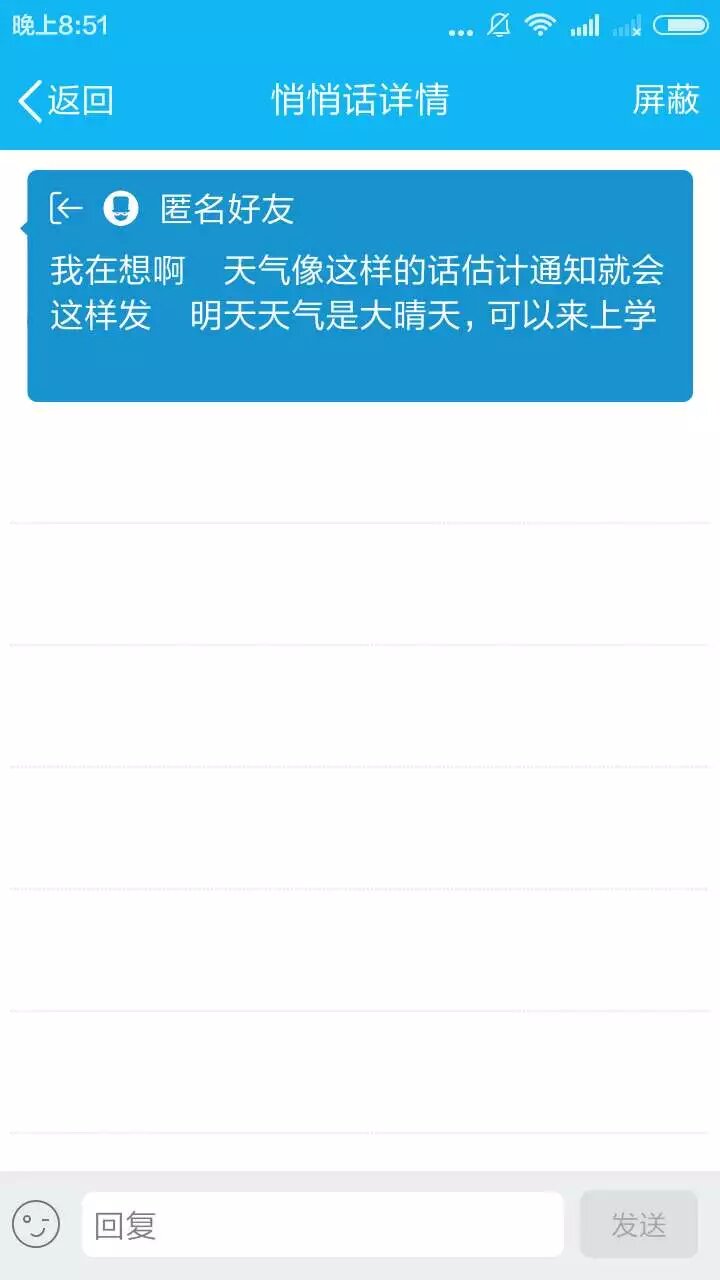 晚上8:51
返回 悄悄话详情 屏蔽
匿名好友
我在想啊 天气像这样的话估计通知就会
这样发 明天天气是大晴天，可以来上学
回复 发送